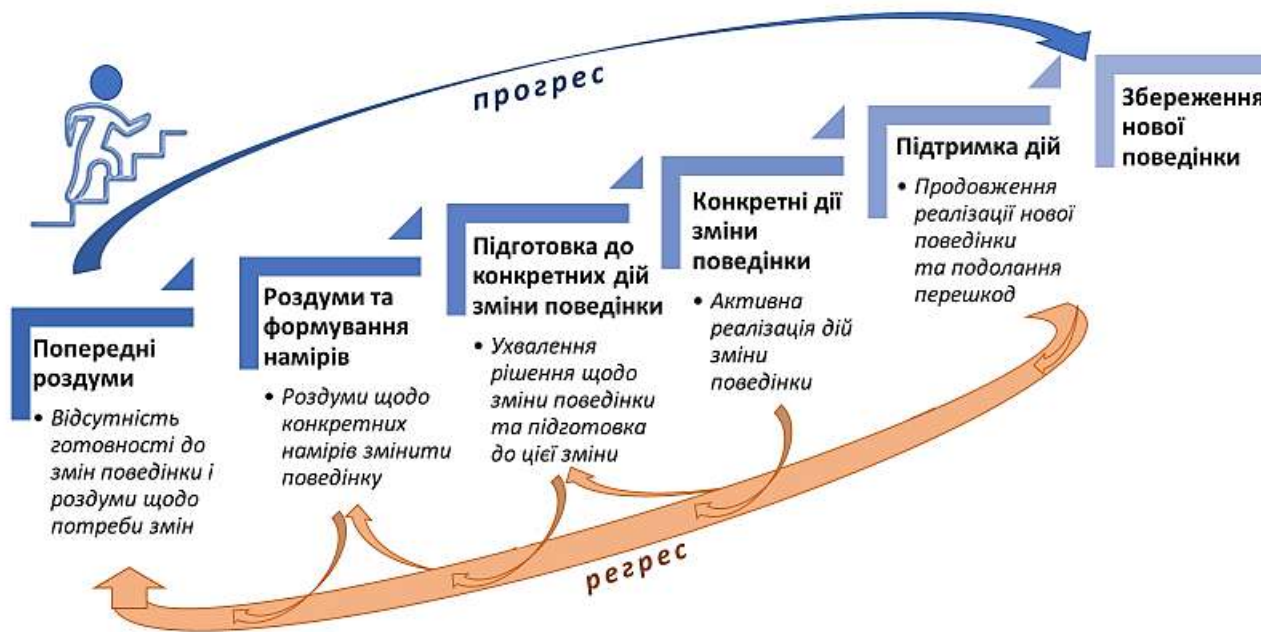 прогрес
Попередні
роздуми
• Відсутність
готовності до
змін поведінки і
роздуми щодо
потреби змін
Роздуми та
формування
намірів
• Роздуми щодо
конкретних
намірів змінити
поведінку
Підготовка до
конкретних дій
зміни поведінки
• Ухвалення
рішення щодо
зміни поведінки
та підготовка
до цієї зміни
Конкретні дії
зміни
поведінки
• Активна
реалізація дій
зміни
поведінки
Підтримка дій
• Продовження
реалізації нової
поведінки
та подолання
перешкод
Збереження
нової
поведінки
регрес